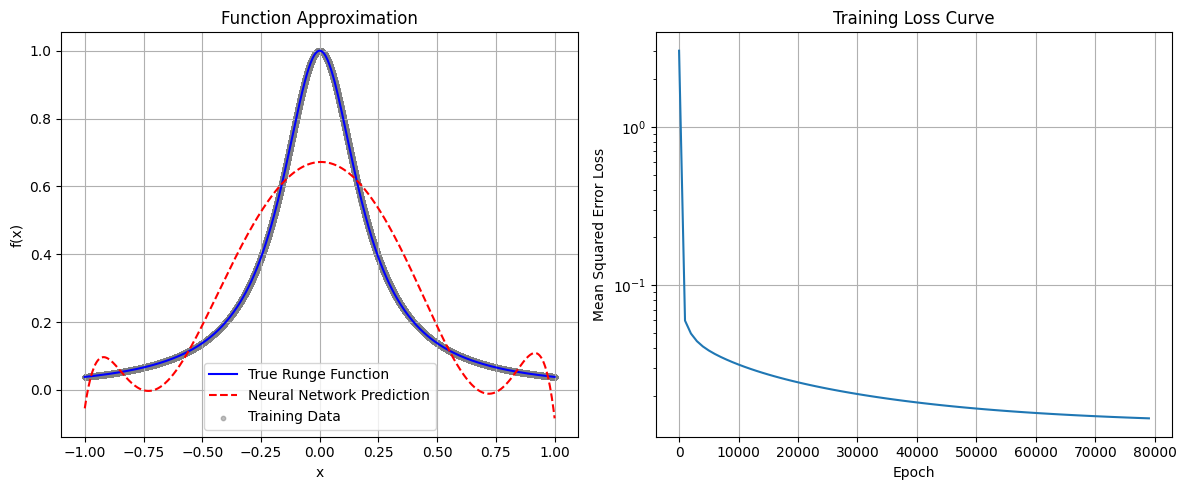 Function Approximation
f(x)
1.0
0.8
0.6
0.4
0.2
0.0
True Runge Function
Neural Network Prediction
Training Data
−1.00 −0.75 −0.50 −0.25 0.00 0.25 0.50 0.75 1.00
x
Training Loss Curve
Mean Squared Error Loss
10⁰
10⁻¹
0 10000 20000 30000 40000 50000 60000 70000 80000
Epoch